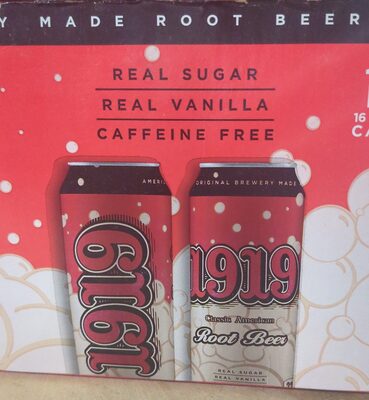 Y MADE ROOT BEER
REAL SUGAR
REAL VANILLA
CAFFEINE FREE
16
CA
AMERI
ORIGINAL BREWERY MADE
1919
1919
Classic American
Root Beer
REAL SUGAR
REAL VANILLA